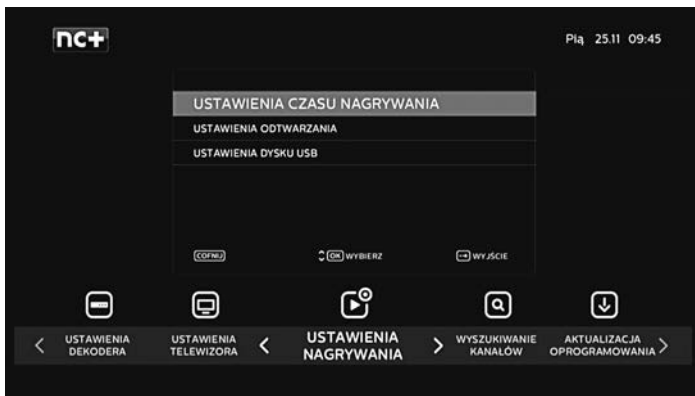 nc+
Pią 25.11 09:45
USTAWIENIA CZASU NAGRYWANIA
USTAWIENIA ODTWARZANIA
USTAWIENIA DYSKU USB
COFNIJ
OK WYBIERZ
WYJŚCIE
USTAWIENIA
DEKODERA
USTAWIENIA
TELEWIZORA
USTAWIENIA
NAGRYWANIA
WYSZUKIWANIE
KANAŁÓW
AKTUALIZACJA
OPROGRAMOWANIA